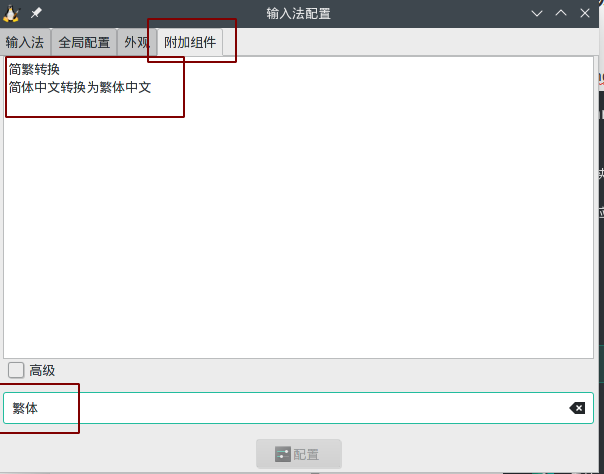 输入法配置
输入法 全局配置 外观 附加组件
简繁转换
简体中文转换为繁体中文
高级
繁体
配置